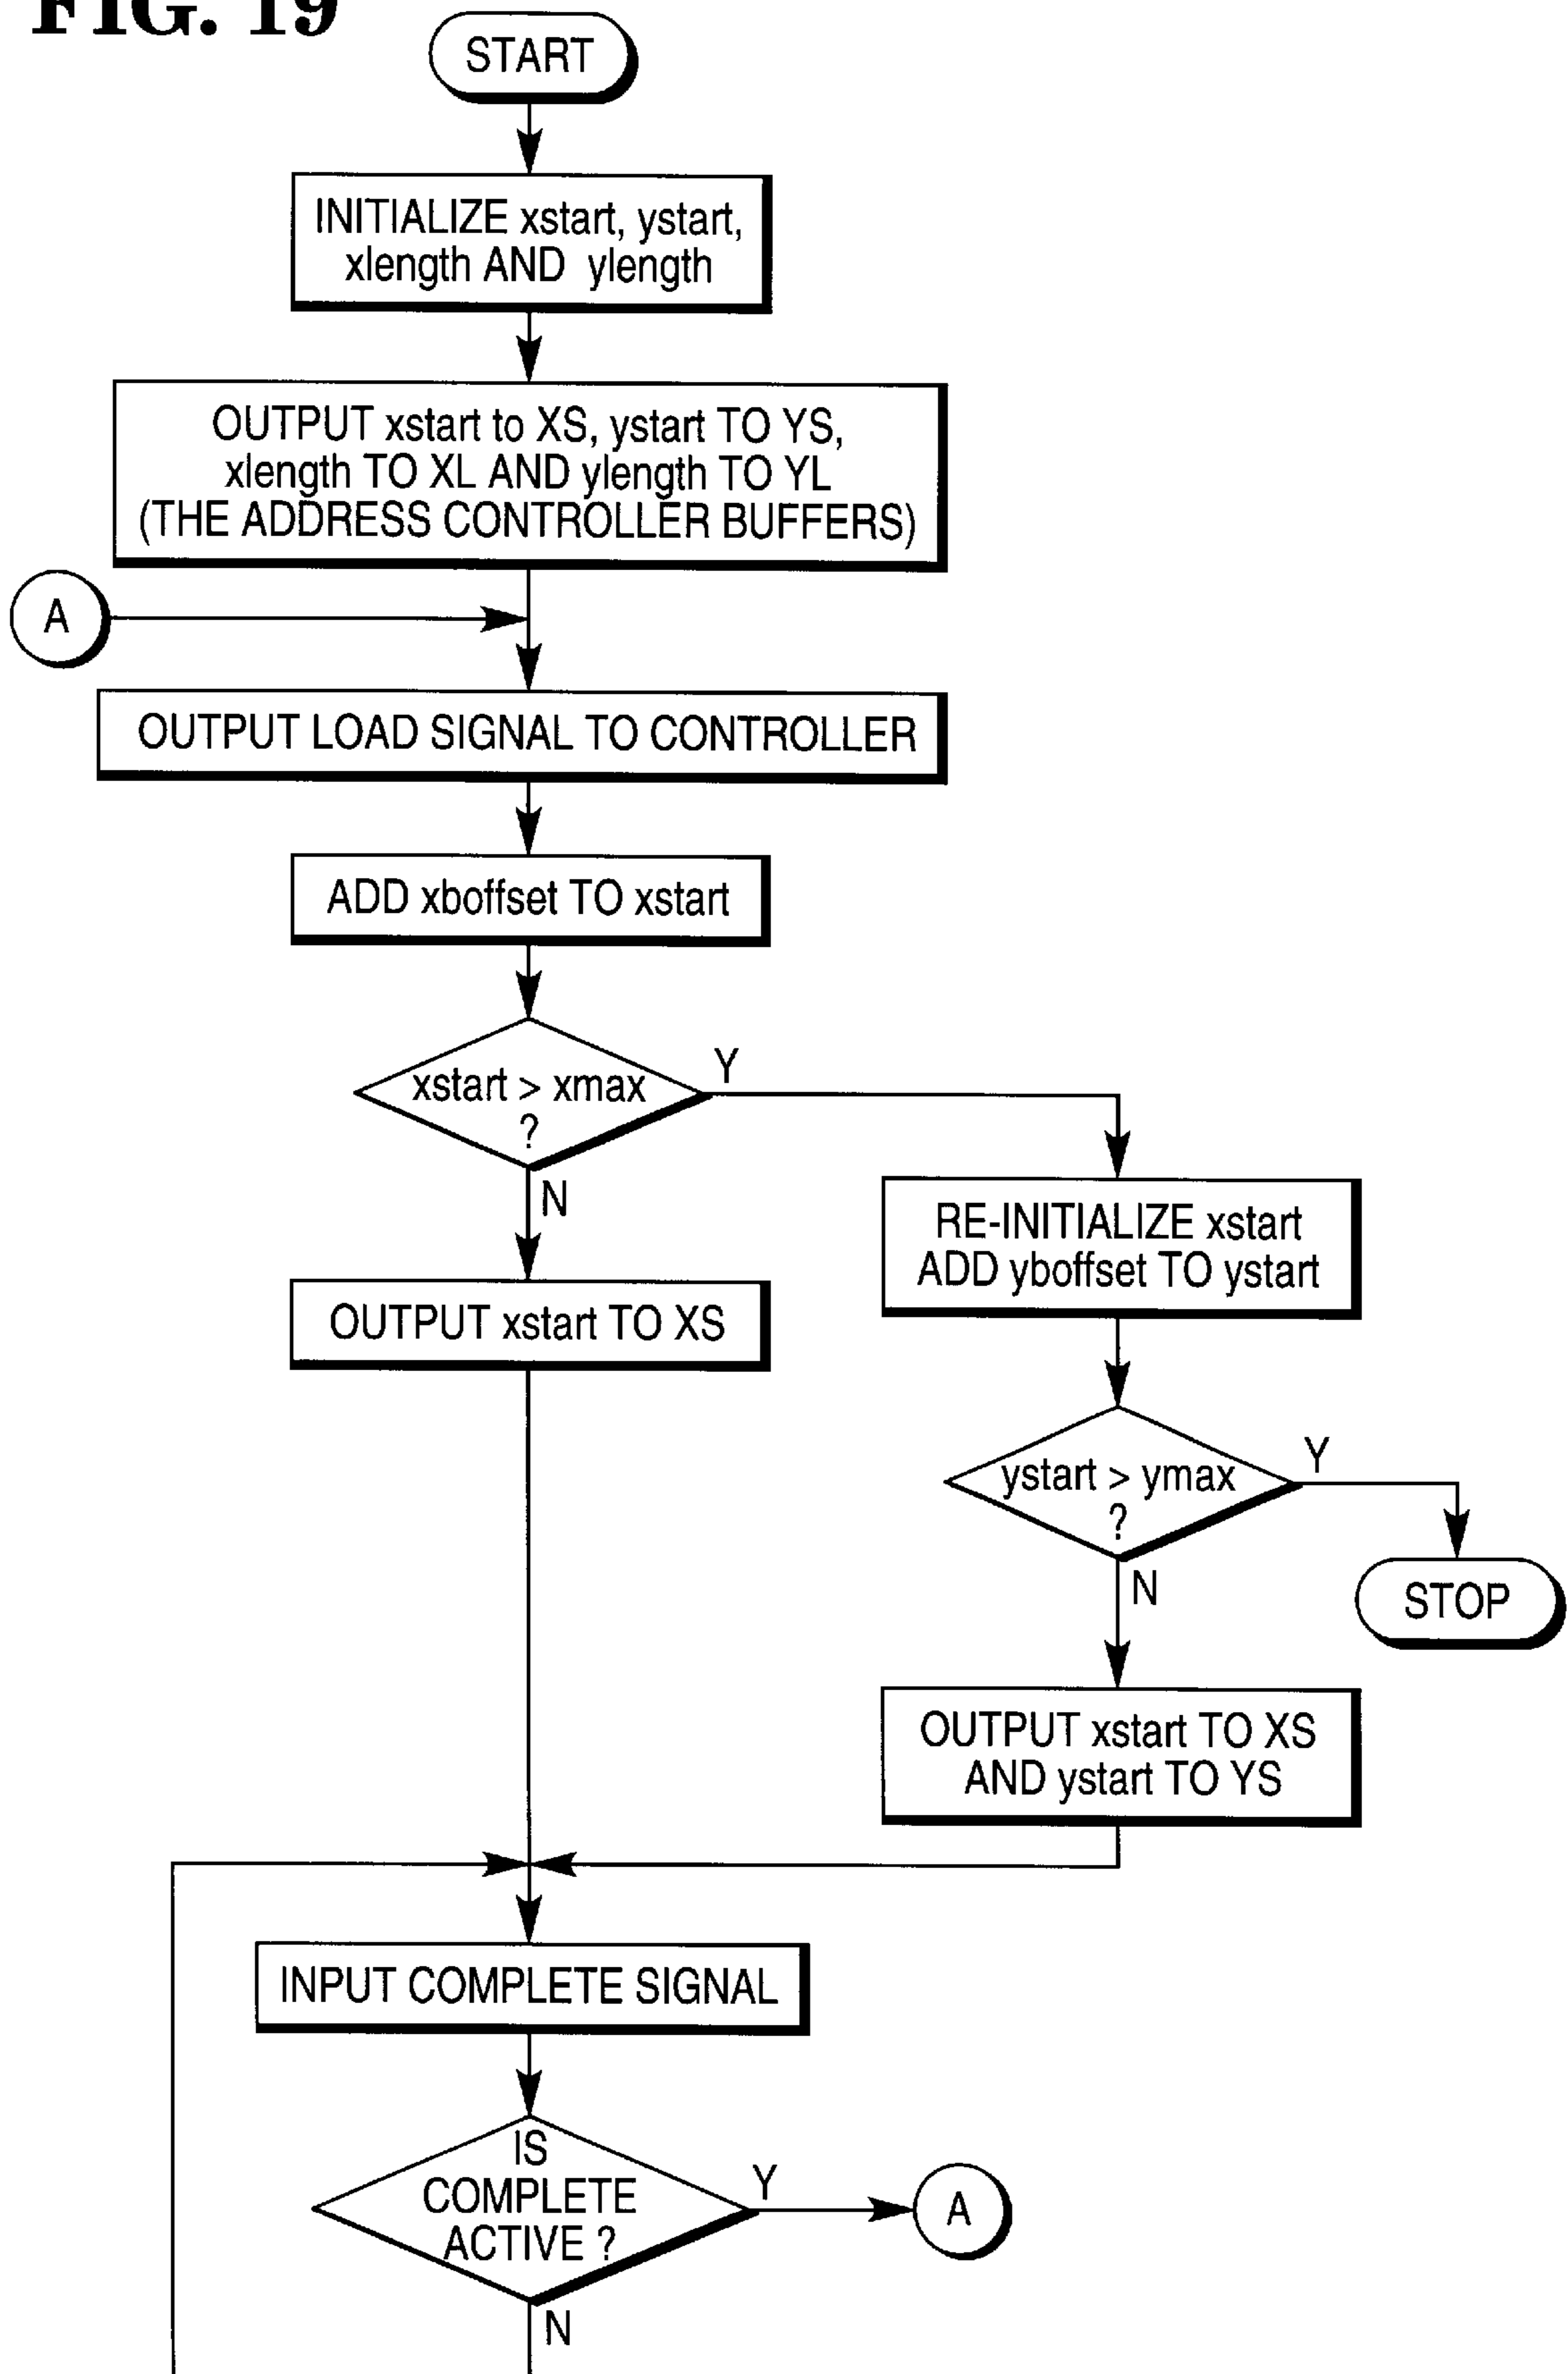 FIG. 19
START
INITIALIZE xstart, ystart,
xlength AND ylength
OUTPUT xstart to XS, ystart TO YS,
xlength TO XL AND ylength TO YL
(THE ADDRESS CONTROLLER BUFFERS)
A
OUTPUT LOAD SIGNAL TO CONTROLLER
ADD xboffset TO xstart
xstart > xmax
?
Y
N
RE-INITIALIZE xstart
ADD yboffset TO ystart
OUTPUT xstart TO XS
ystart > ymax
?
Y
N
STOP
OUTPUT xstart TO XS
AND ystart TO YS
INPUT COMPLETE SIGNAL
IS
COMPLETE
ACTIVE ?
Y
A
N